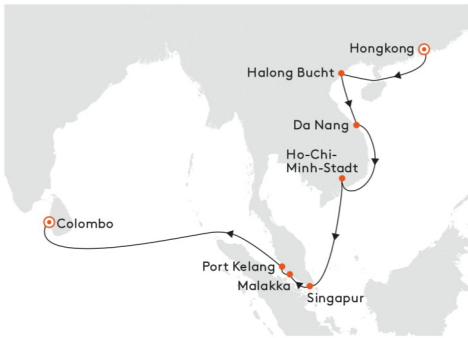 Hongkong
Halong Bucht
Da Nang
Ho-Chi-
Minh-Stadt
Colombo
Port Kelang
Malakka
Singapur